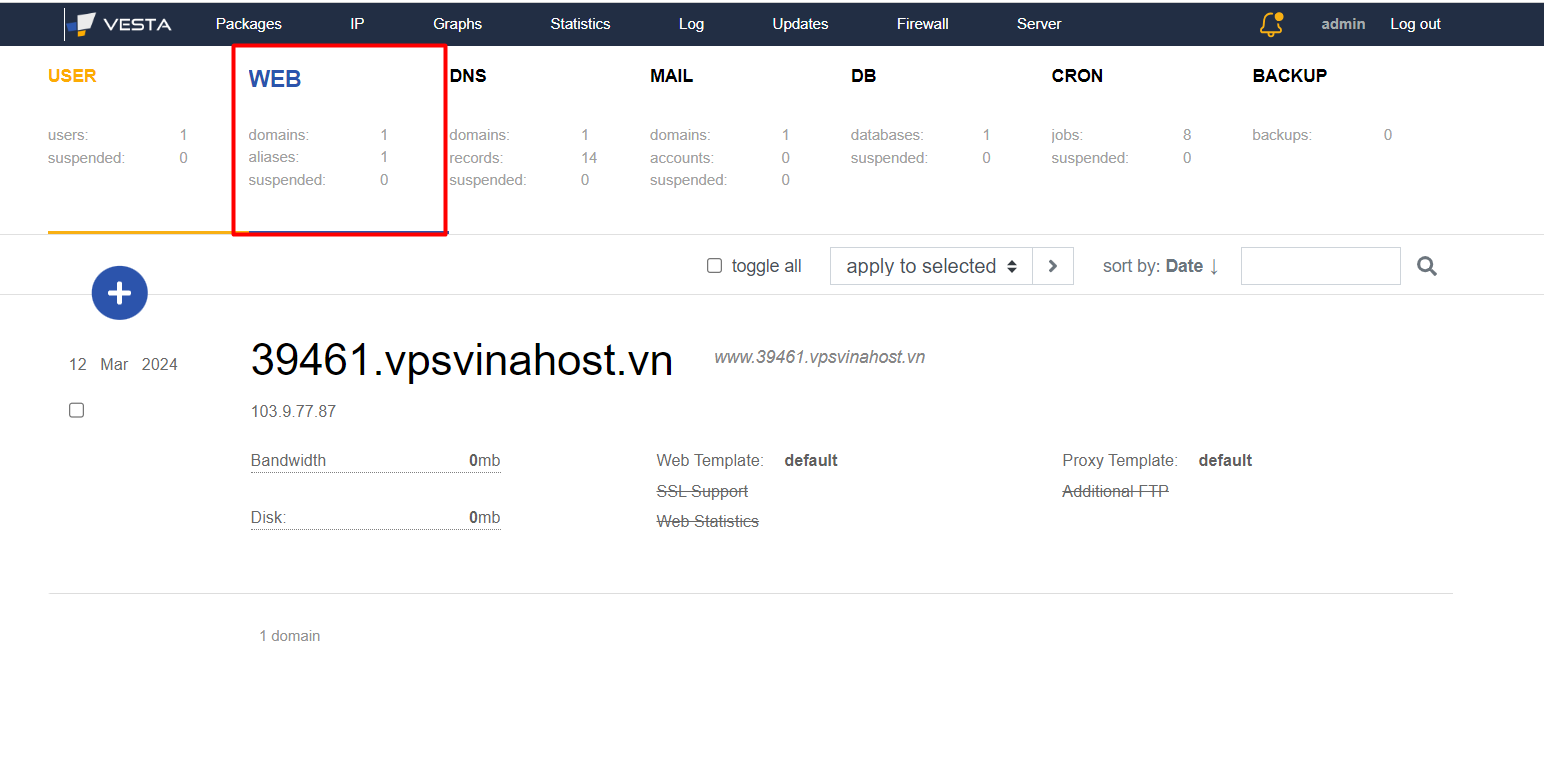 VESTA Packages IP Graphs Statistics Log Updates Firewall Server admin Log out
USER WEB DNS MAIL DB CRON BACKUP
users: 1 domains: 1 domains: 1 domains: 1 databases: 1 jobs: 8 backups: 0
suspended: 0 aliases: 1 records: 14 accounts: 0 suspended: 0 suspended: 0
suspended: 0 suspended: 0 suspended: 0
toggle all apply to selected sort by: Date ↓
12 Mar 2024 39461.vpsvinahost.vn www.39461.vpsvinahost.vn
103.9.77.87
Bandwidth 0mb Web Template: default Proxy Template: default
SSL Support Additional FTP
Disk: 0mb Web Statistics
1 domain